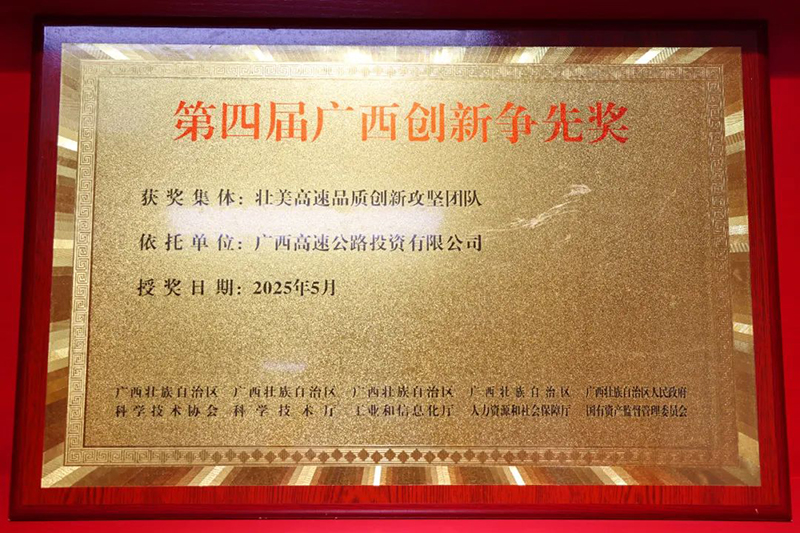 第四届广西创新争先奖
获奖集体：壮美高速品质创新攻坚团队
依托单位：广西高速公路投资有限公司
授奖日期：2025年5月
广西壮族自治区 广西壮族自治区 广西壮族自治区 广西壮族自治区 广西壮族自治区人民政府
科学技术协会 科学技术厅 工业和信息化厅 人力资源和社会保障厅 国有资产监督管理委员会